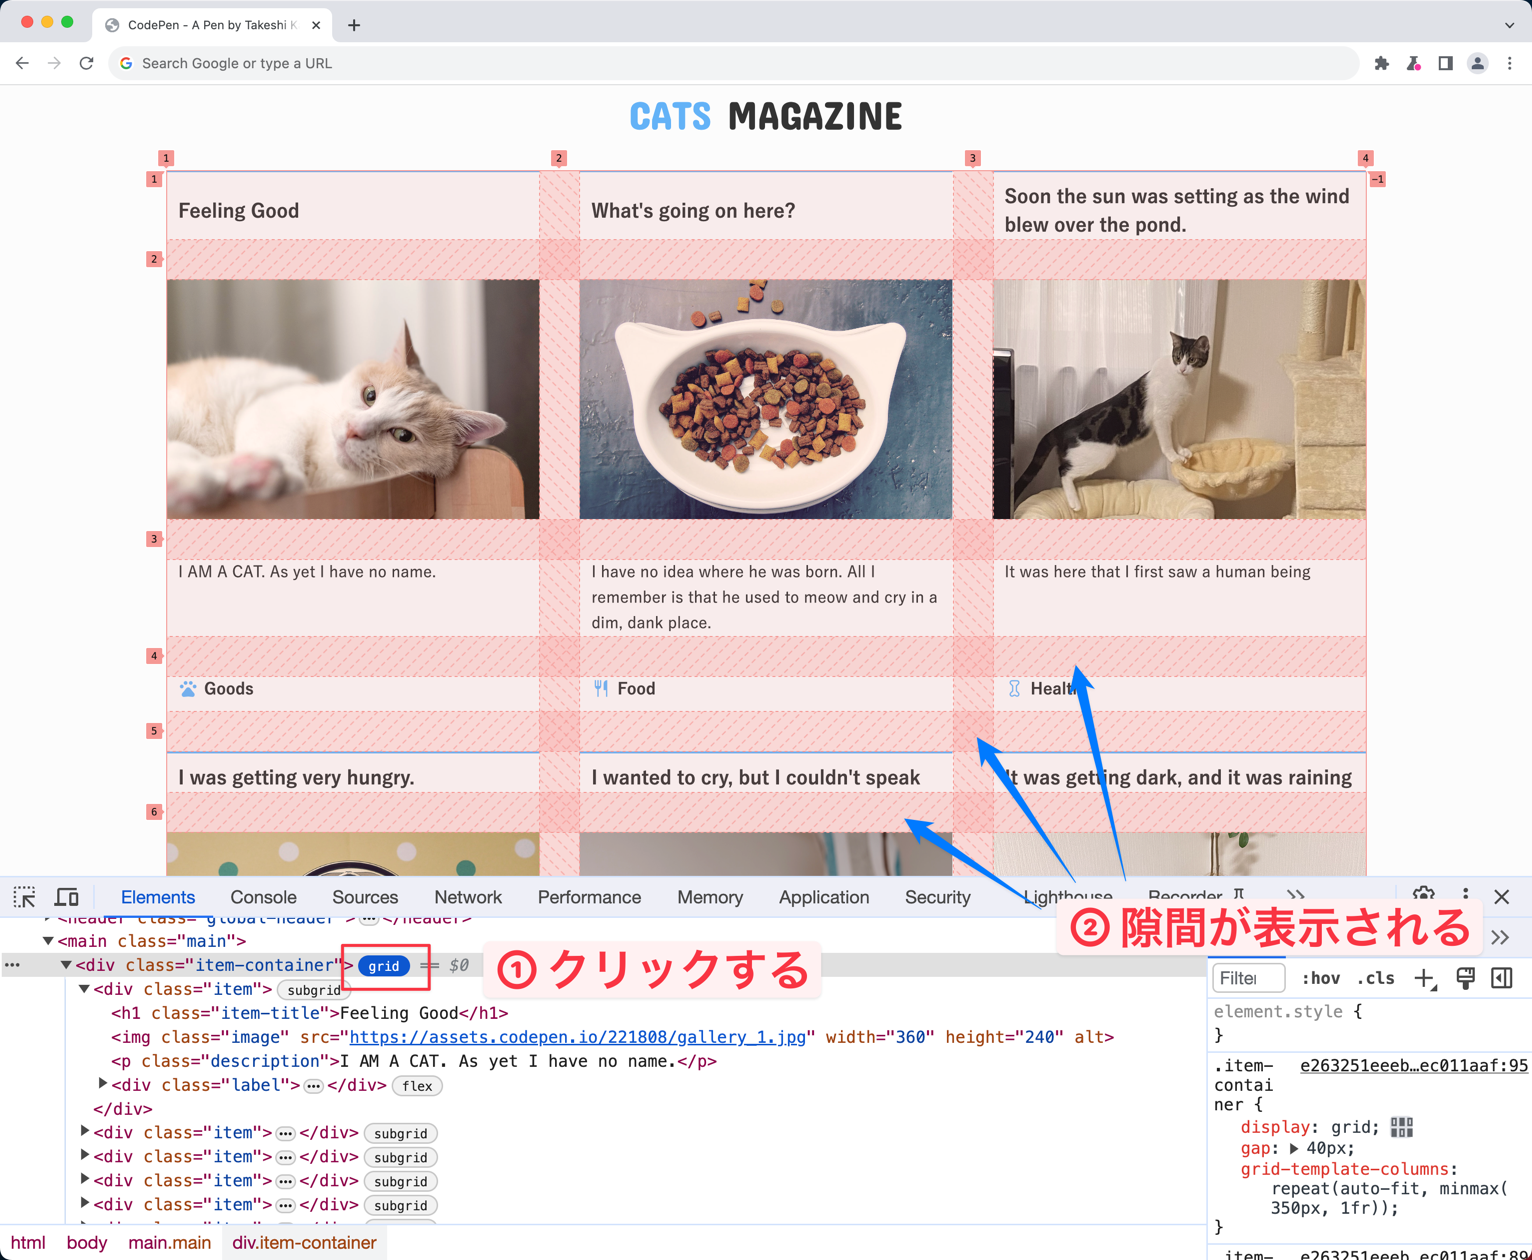 CodePen - A Pen by Takeshi K
Search Google or type a URL
CATS MAGAZINE
1 2 3 4
1 -1
Feeling Good
What's going on here?
Soon the sun was setting as the wind
blew over the pond.
2
3
I AM A CAT. As yet I have no name.
I have no idea where he was born. All I
remember is that he used to meow and cry in a
dim, dank place.
It was here that I first saw a human being
4
Goods
Food
Health
5
I was getting very hungry.
I wanted to cry, but I couldn't speak
It was getting dark, and it was raining
6
Elements Console Sources Network Performance Memory Application Security Lighthouse Recorder
② 隙間が表示される
<header class="global-header"> ⋯ </header>
<main class="main">
<div class="item-container"> grid == $0
① クリックする
<div class="item"> subgrid
<h1 class="item-title">Feeling Good</h1>
<img class="image" src="https://assets.codepen.io/221808/gallery_1.jpg" width="360" height="240" alt>
<p class="description">I AM A CAT. As yet I have no name.</p>
<div class="label"> ⋯ </div> flex
</div>
<div class="item"> ⋯ </div> subgrid
<div class="item"> ⋯ </div> subgrid
<div class="item"> ⋯ </div> subgrid
<div class="item"> ⋯ </div> subgrid
html body main.main div.item-container
Filte :hov .cls
element.style {
}
.item- e263251eeeb…ec011aaf:95
contai
ner {
display: grid;
gap: 40px;
grid-template-columns:
repeat(auto-fit, minmax(
350px, 1fr));
}
.item- e263251eeeb…ec011aaf:89